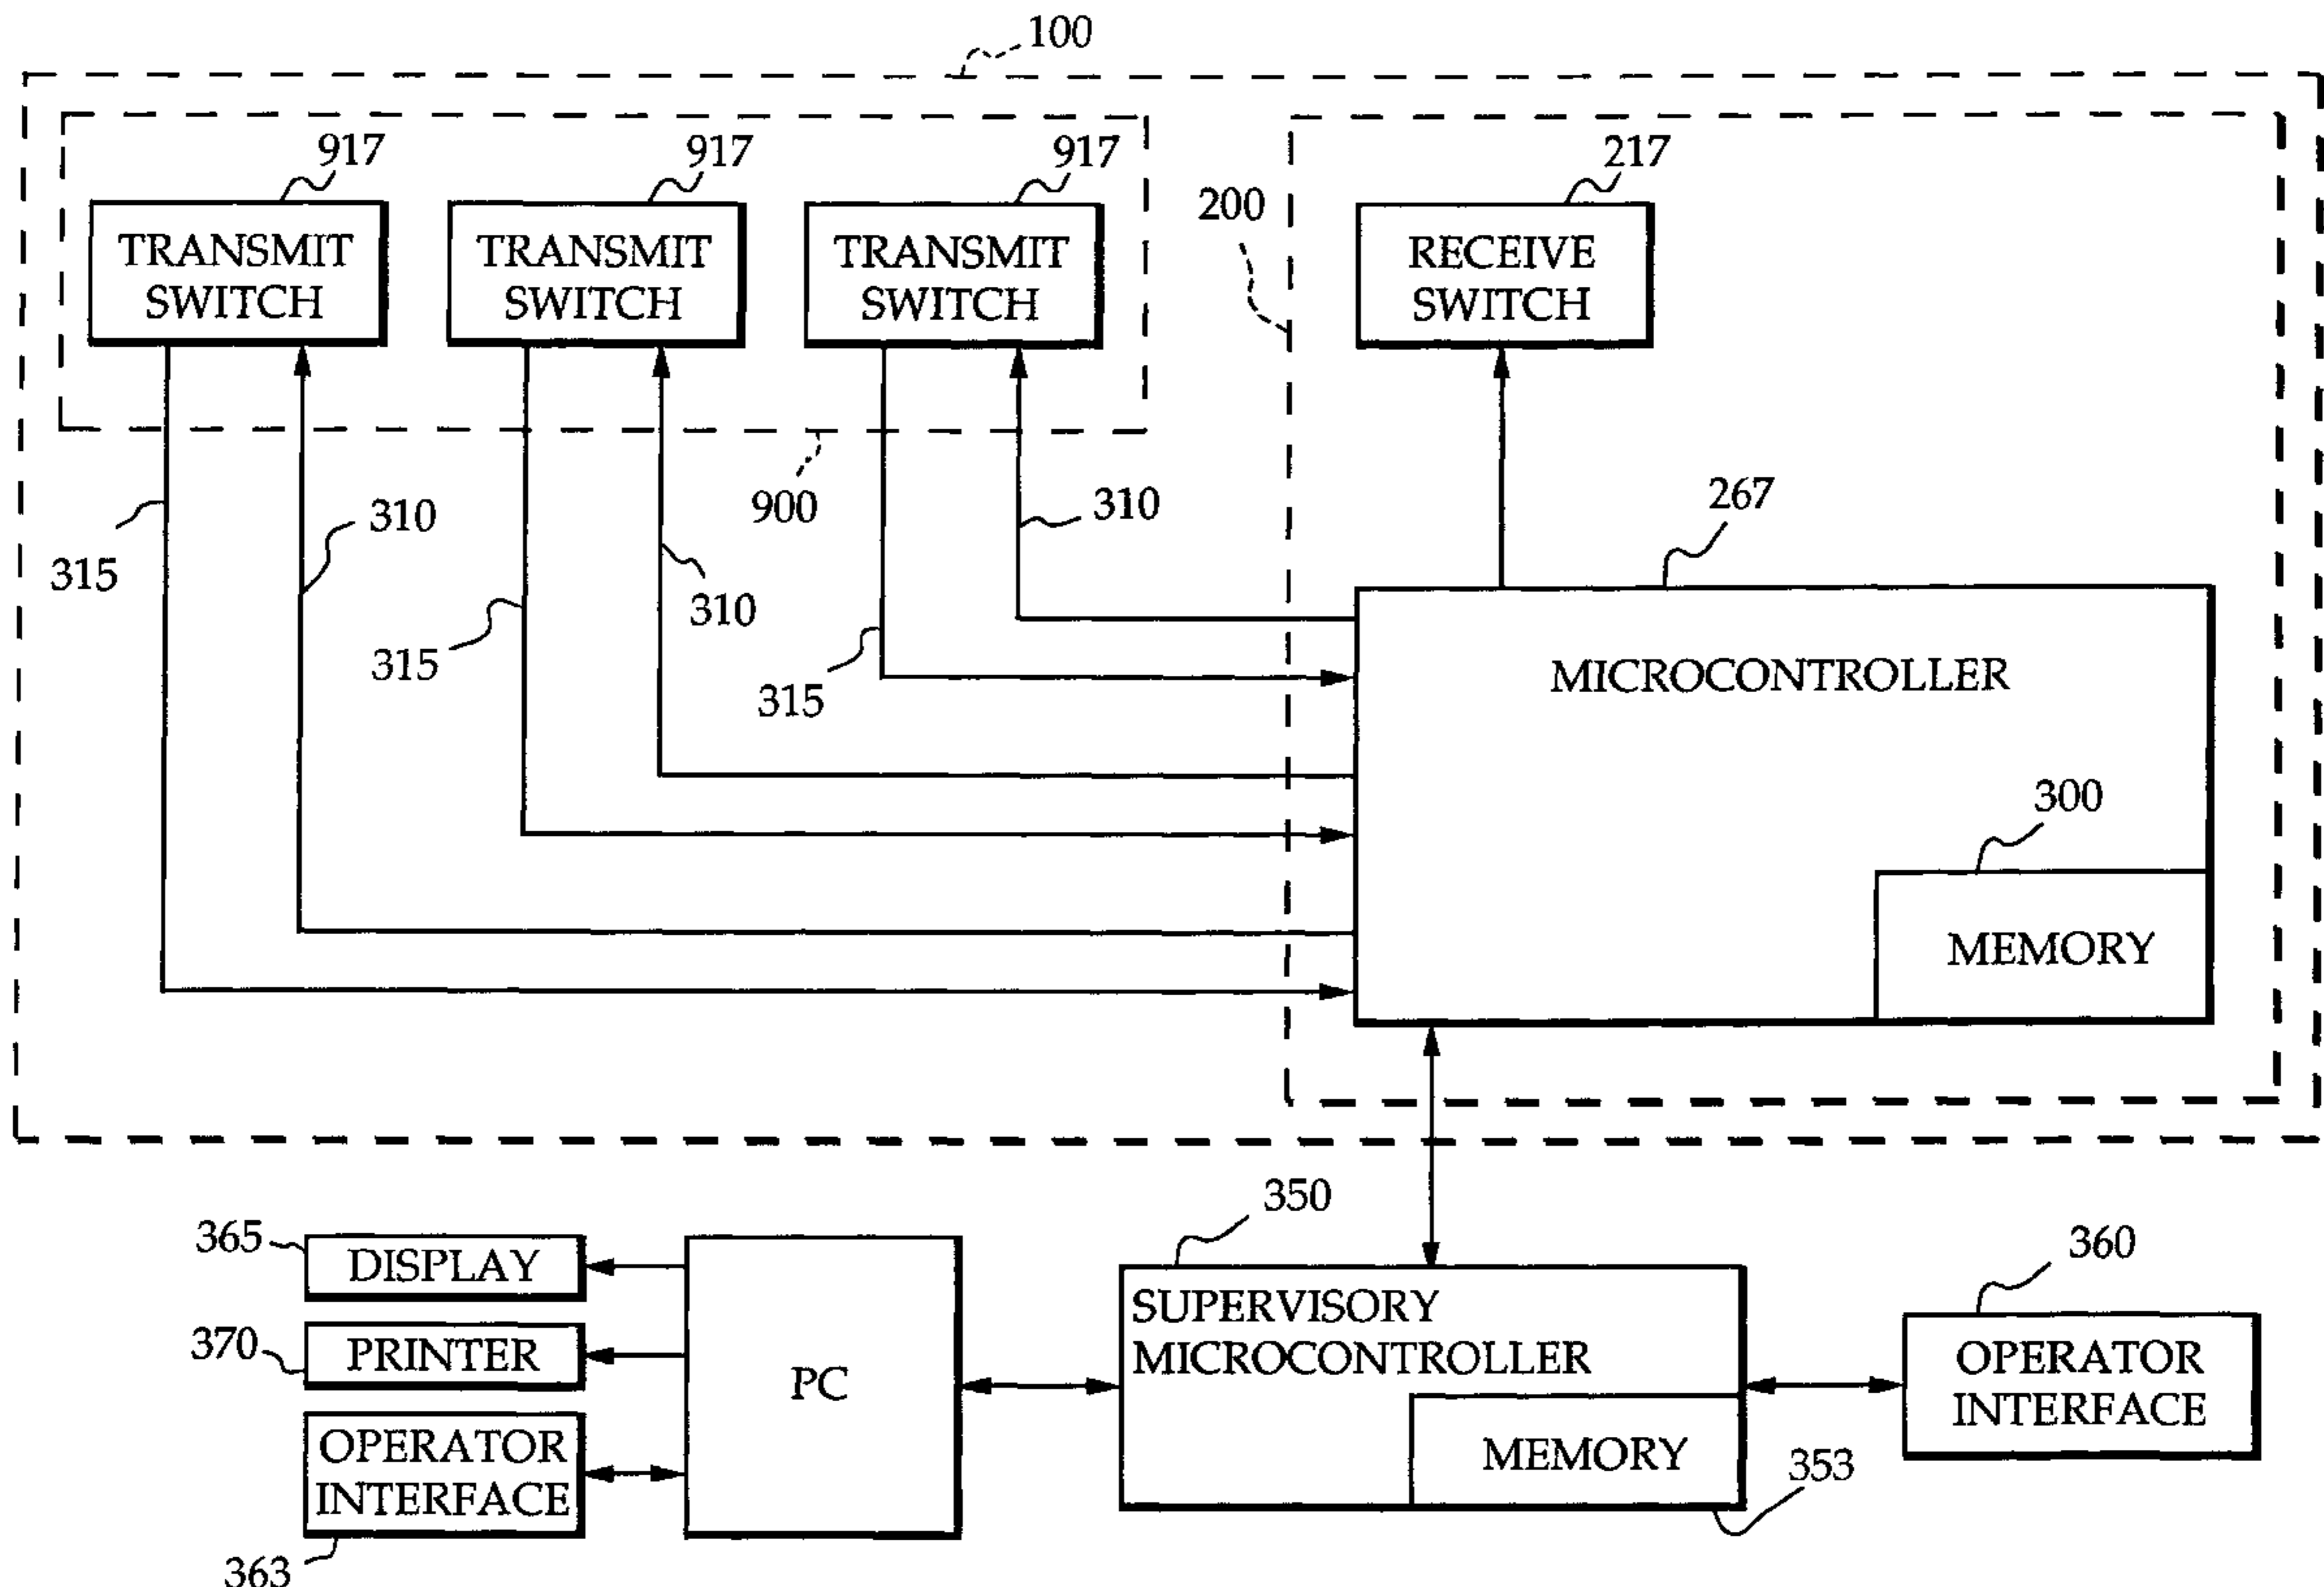 100
917
917
917
217
200
TRANSMIT
SWITCH
TRANSMIT
SWITCH
TRANSMIT
SWITCH
RECEIVE
SWITCH
900
267
315
310
310
310
315
315
MICROCONTROLLER
300
MEMORY
350
365
DISPLAY
370
PRINTER
OPERATOR
INTERFACE
363
PC
SUPERVISORY
MICROCONTROLLER
MEMORY
353
360
OPERATOR
INTERFACE